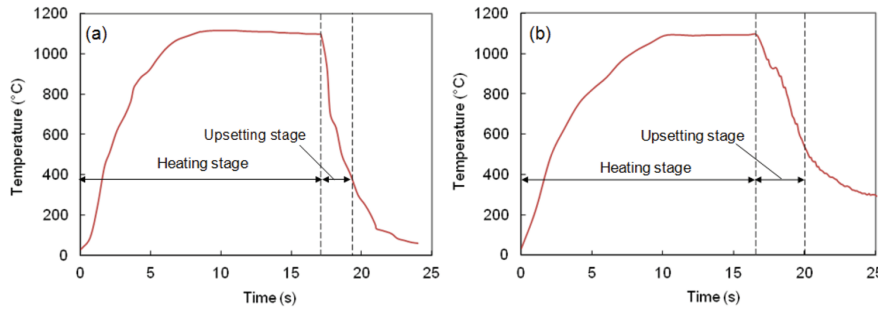 (a)
Temperature (°C)
1200
1000
800
600
400
200
0
Upsetting stage
Heating stage
0 5 10 15 20 25
Time (s)
(b)
Temperature (°C)
1200
1000
800
600
400
200
0
Upsetting stage
Heating stage
0 5 10 15 20 25
Time (s)